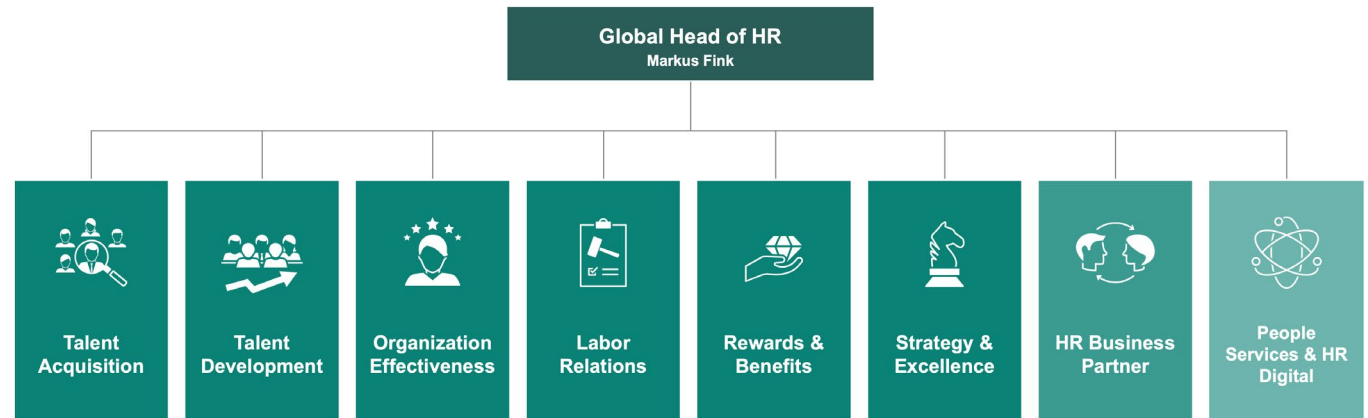 Global Head of HR
Markus Fink
Talent
Acquisition
Talent
Development
Organization
Effectiveness
Labor
Relations
Rewards &
Benefits
Strategy &
Excellence
HR Business
Partner
People
Services & HR
Digital